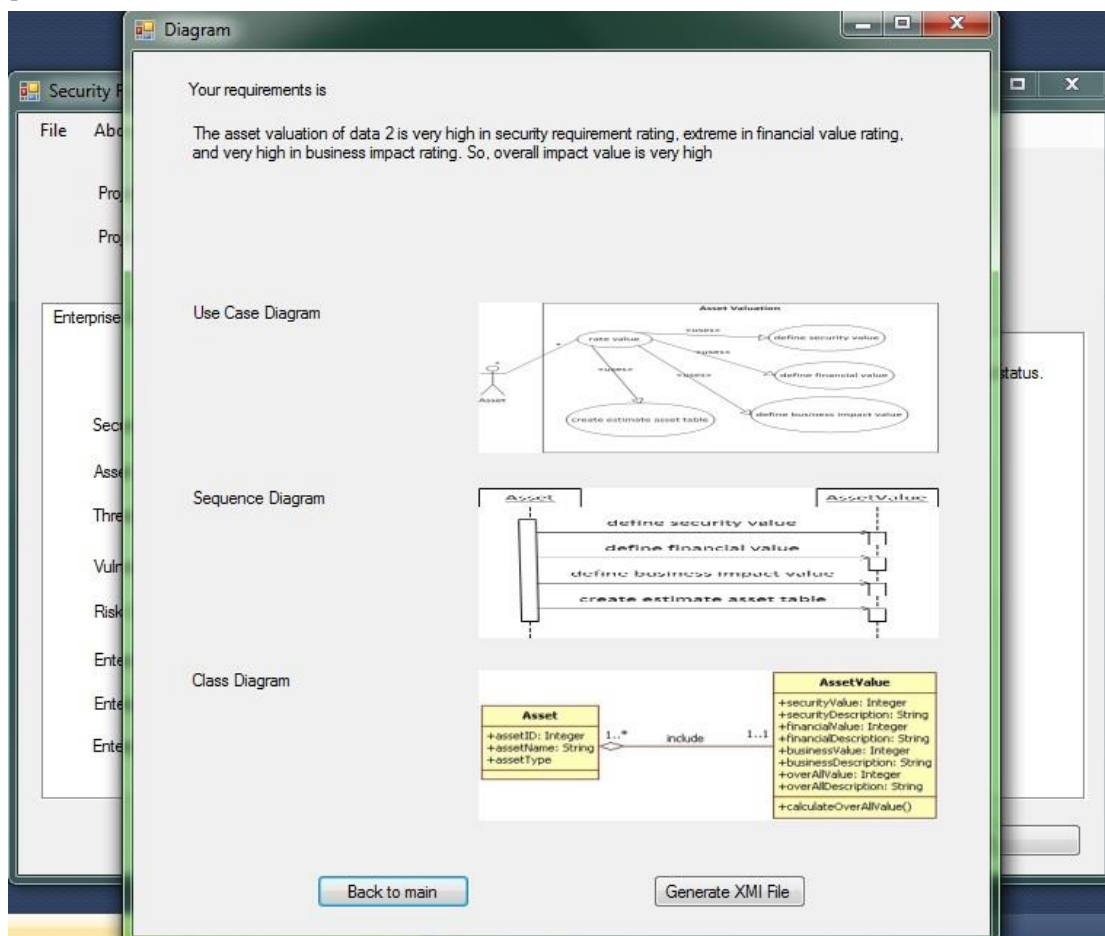 Diagram
Security
File
Your requirements is
The asset valuation of data 2 is very high in security requirement rating, extreme in financial value rating,
and very high in business impact rating. So, overall impact value is very high
Enterprise
status.
Use Case Diagram
Asset Valuation
rate value
«uses»
define security value
«uses»
«uses»
«uses»
define financial value
Asset
create estimate asset table
define business impact value
Sequence Diagram
Asset
AssetValue
define security value
define financial value
define business impact value
create estimate asset table
Class Diagram
Asset
+assetID: Integer
+assetName: String
+assetType
1..*
include
1..1
AssetValue
+securityValue: Integer
+securityDescription: String
+financialValue: Integer
+financialDescription: String
+businessValue: Integer
+businessDescription: String
+overAllValue: Integer
+overAllDescription: String
+calculateOverAllValue()
Risk
Back to main
Generate XMI File